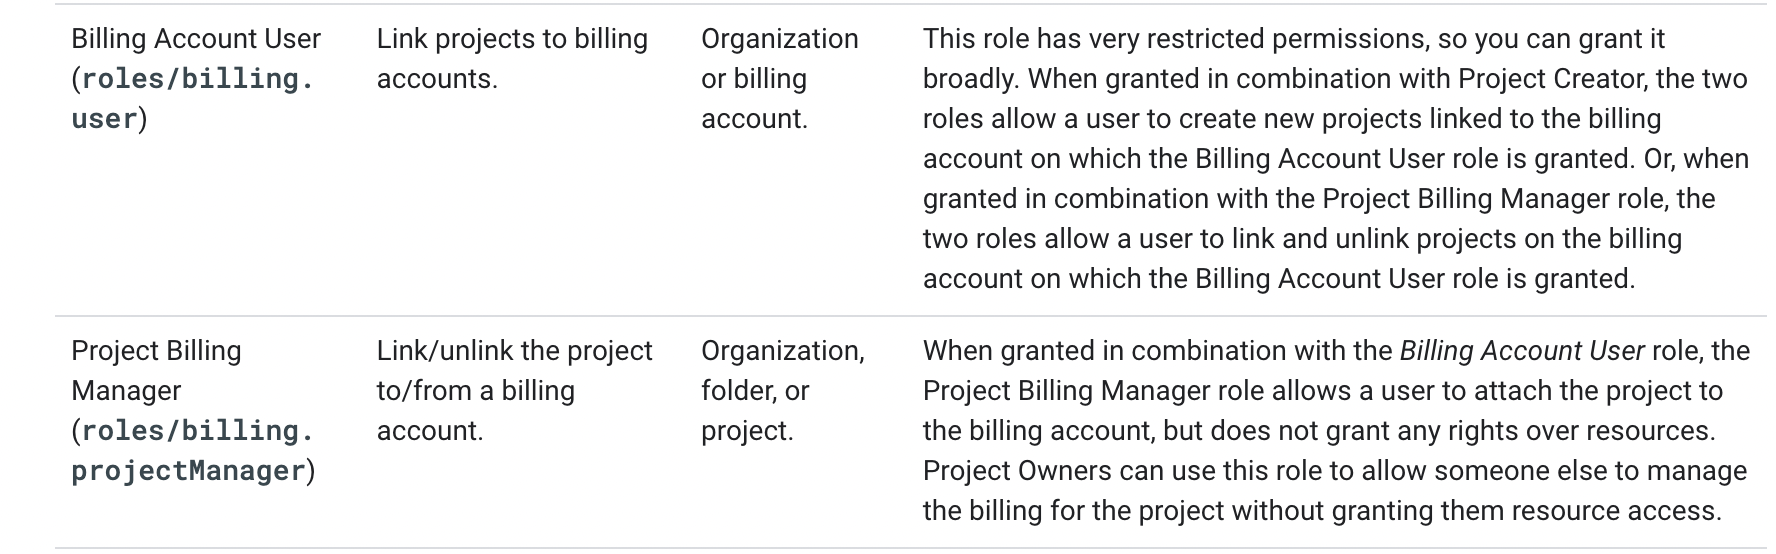 Billing Account User
(roles/billing.
user)
Link projects to billing
accounts.
Organization
or billing
account.
This role has very restricted permissions, so you can grant it
broadly. When granted in combination with Project Creator, the two
roles allow a user to create new projects linked to the billing
account on which the Billing Account User role is granted. Or, when
granted in combination with the Project Billing Manager role, the
two roles allow a user to link and unlink projects on the billing
account on which the Billing Account User role is granted.
Project Billing
Manager
(roles/billing.
projectManager)
Link/unlink the project
to/from a billing
account.
Organization,
folder, or
project.
When granted in combination with the Billing Account User role, the
Project Billing Manager role allows a user to attach the project to
the billing account, but does not grant any rights over resources.
Project Owners can use this role to allow someone else to manage
the billing for the project without granting them resource access.